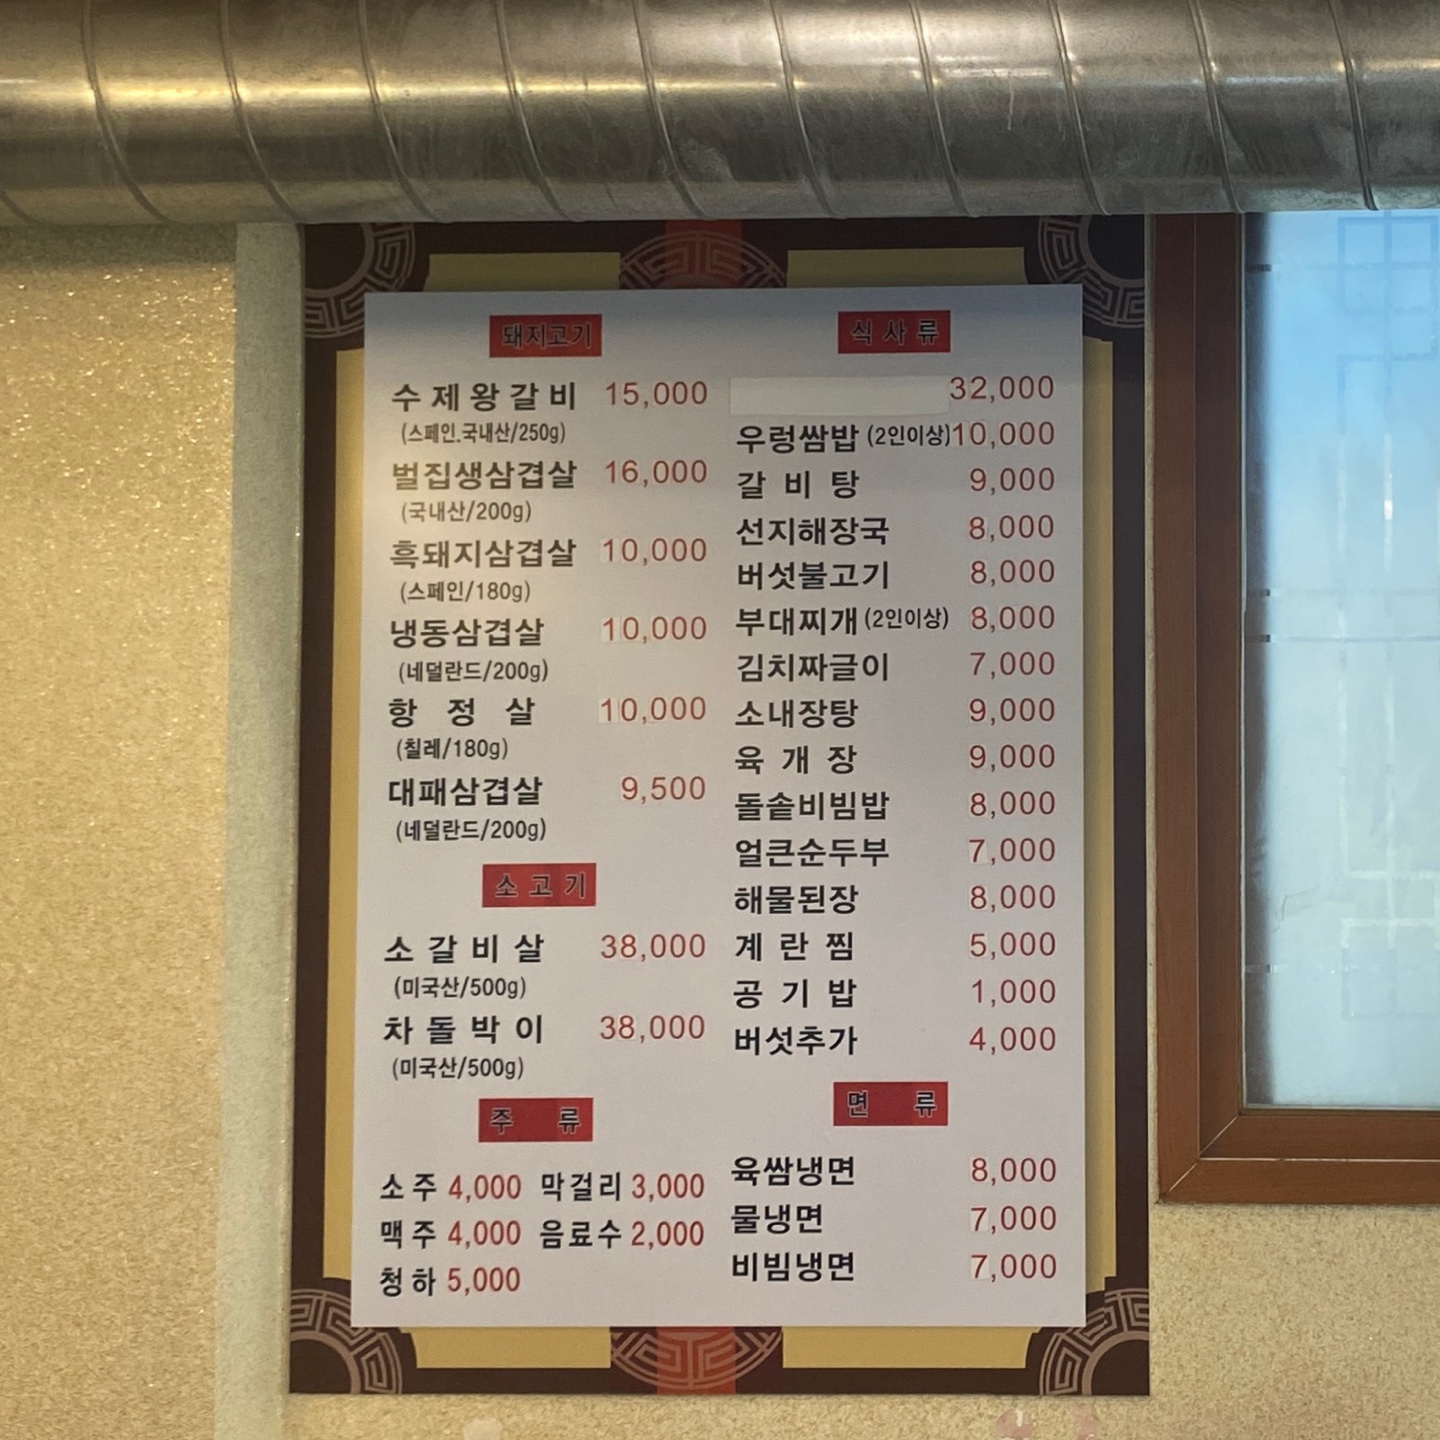 돼지고기
수제왕갈비 15,000
(스페인.국내산/250g)
벌집생삼겹살 16,000
(국내산/200g)
흑돼지삼겹살 10,000
(스페인/180g)
냉동삼겹살 10,000
(네덜란드/200g)
항정살 10,000
(칠레/180g)
대패삼겹살 9,500
(네덜란드/200g)
소고기
소갈비살 38,000
(미국산/500g)
차돌박이 38,000
(미국산/500g)
주류
소주 4,000 막걸리 3,000
맥주 4,000 음료수 2,000
청하 5,000
식사류
32,000
우렁쌈밥 (2인이상) 10,000
갈비탕 9,000
선지해장국 8,000
버섯불고기 8,000
부대찌개 (2인이상) 8,000
김치짜글이 7,000
소내장탕 9,000
육개장 9,000
돌솥비빔밥 8,000
얼큰순두부 7,000
해물된장 8,000
계란찜 5,000
공기밥 1,000
버섯추가 4,000
면류
육쌈냉면 8,000
물냉면 7,000
비빔냉면 7,000